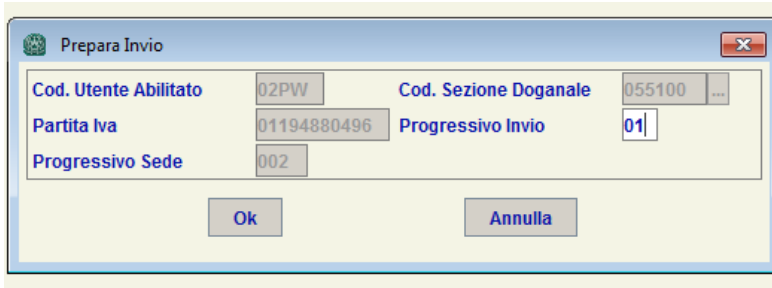 Prepara Invio
Cod. Utente Abilitato 02PW Cod. Sezione Doganale 055100 ...
Partita Iva 01194880496 Progressivo Invio 01
Progressivo Sede 002
Ok Annulla